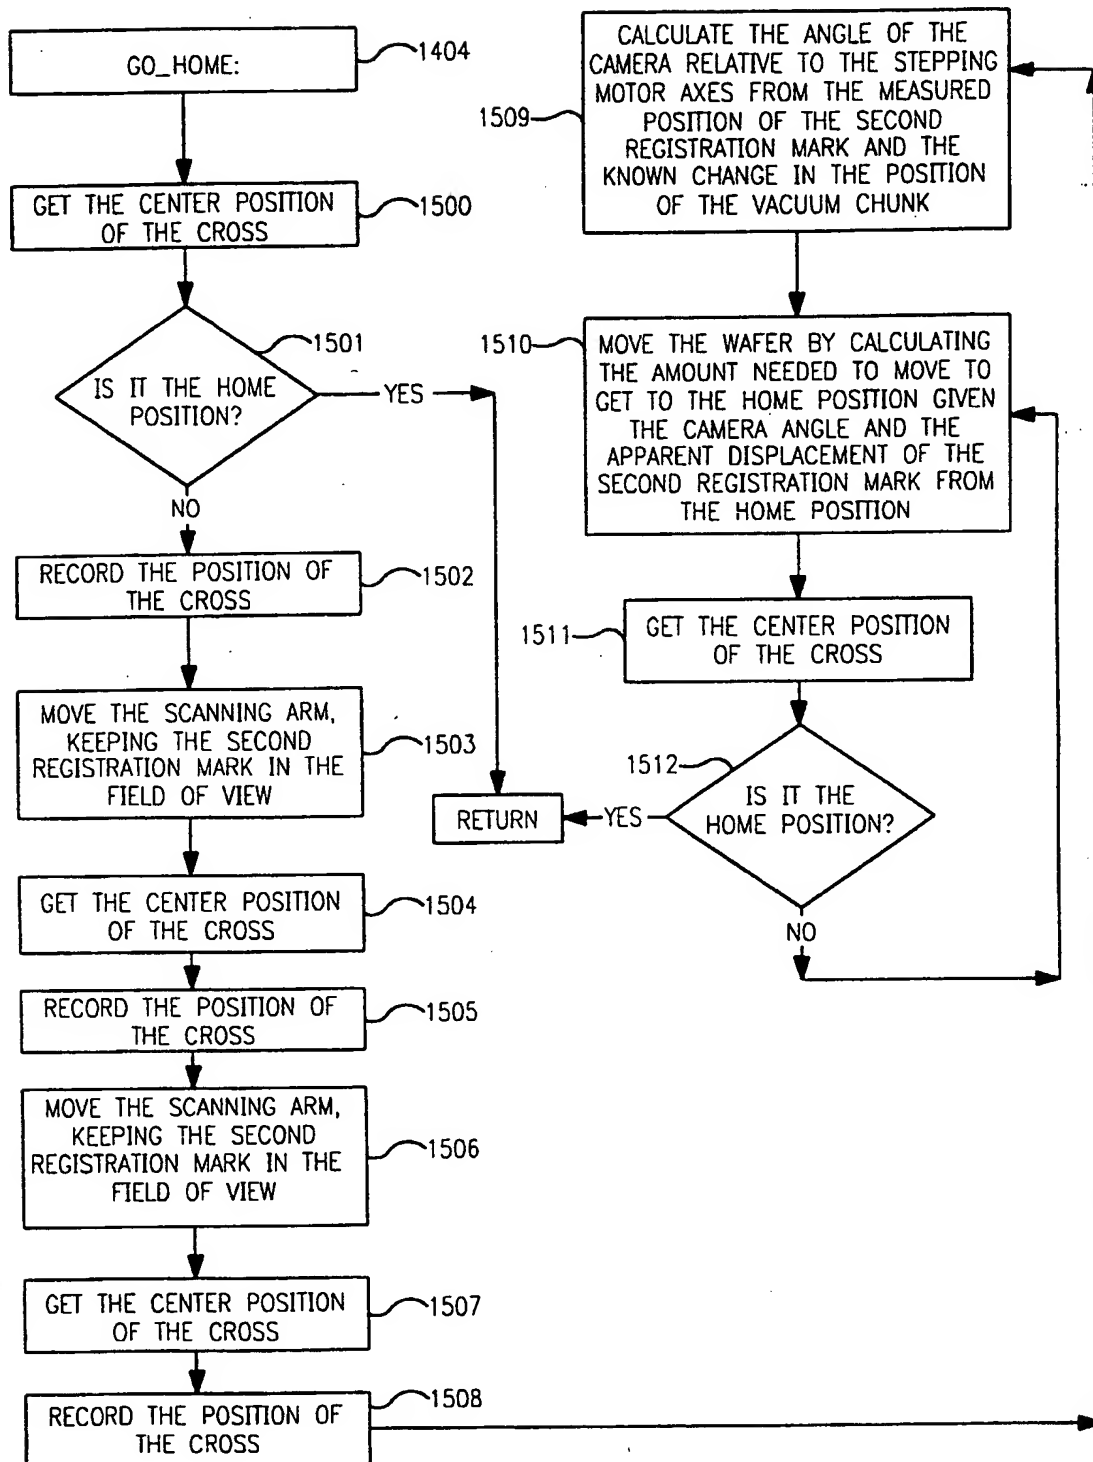 GO_HOME:
1404
GET THE CENTER POSITION
OF THE CROSS
1500
IS IT THE HOME
POSITION?
1501
YES
NO
RECORD THE POSITION OF
THE CROSS
1502
MOVE THE SCANNING ARM,
KEEPING THE SECOND
REGISTRATION MARK IN THE
FIELD OF VIEW
1503
GET THE CENTER POSITION
OF THE CROSS
1504
RECORD THE POSITION OF
THE CROSS
1505
MOVE THE SCANNING ARM,
KEEPING THE SECOND
REGISTRATION MARK IN THE
FIELD OF VIEW
1506
GET THE CENTER POSITION
OF THE CROSS
1507
RECORD THE POSITION OF
THE CROSS
1508
CALCULATE THE ANGLE OF THE
CAMERA RELATIVE TO THE STEPPING
MOTOR AXES FROM THE MEASURED
POSITION OF THE SECOND
REGISTRATION MARK AND THE
KNOWN CHANGE IN THE POSITION
OF THE VACUUM CHUNK
1509
MOVE THE WAFER BY CALCULATING
THE AMOUNT NEEDED TO MOVE TO
GET TO THE HOME POSITION GIVEN
THE CAMERA ANGLE AND THE
APPARENT DISPLACEMENT OF THE
SECOND REGISTRATION MARK FROM
THE HOME POSITION
1510
GET THE CENTER POSITION
OF THE CROSS
1511
IS IT THE
HOME POSITION?
1512
YES
RETURN
NO